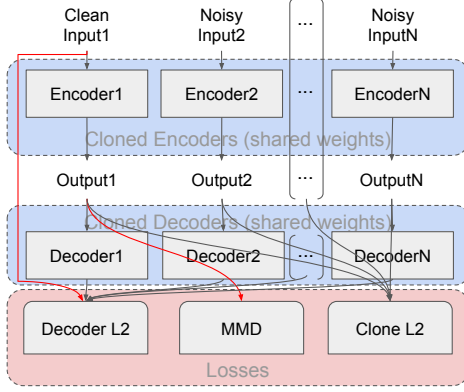 Clean Input1
Noisy Input2
...
Noisy InputN
Encoder1
Encoder2
...
EncoderN
Cloned Encoders (shared weights)
Output1
Output2
...
OutputN
Cloned Decoders (shared weights)
Decoder1
Decoder2
...
DecoderN
Decoder L2
MMD
Clone L2
Losses